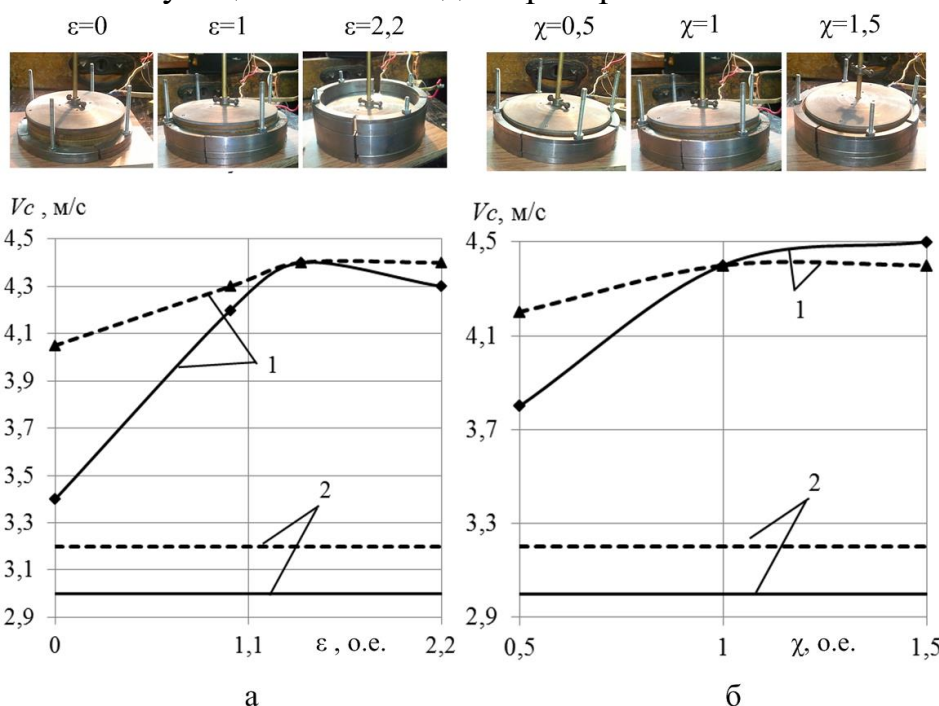 ε=0 ε=1 ε=2,2 χ=0,5 χ=1 χ=1,5
Vc , м/с
4,5
4,3
4,1
3,9
3,7
3,5
3,3
3,1
2,9
1
2
0 1,1 ε , о.е. 2,2
а
Vc, м/с
4,5
4,1
3,7
3,3
2,9
1
2
0,5 1 χ, о.е. 1,5
б